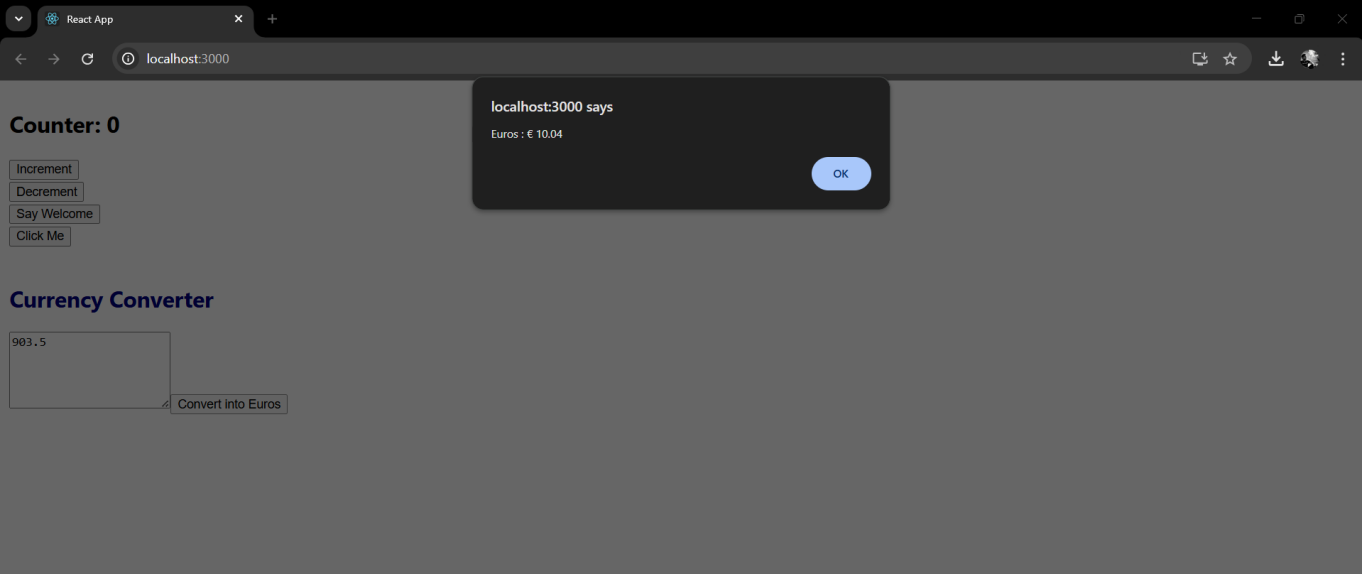 React App
localhost:3000
localhost:3000 says
Euros : € 10.04
OK
Counter: 0
Increment
Decrement
Say Welcome
Click Me
Currency Converter
903.5
Convert into Euros